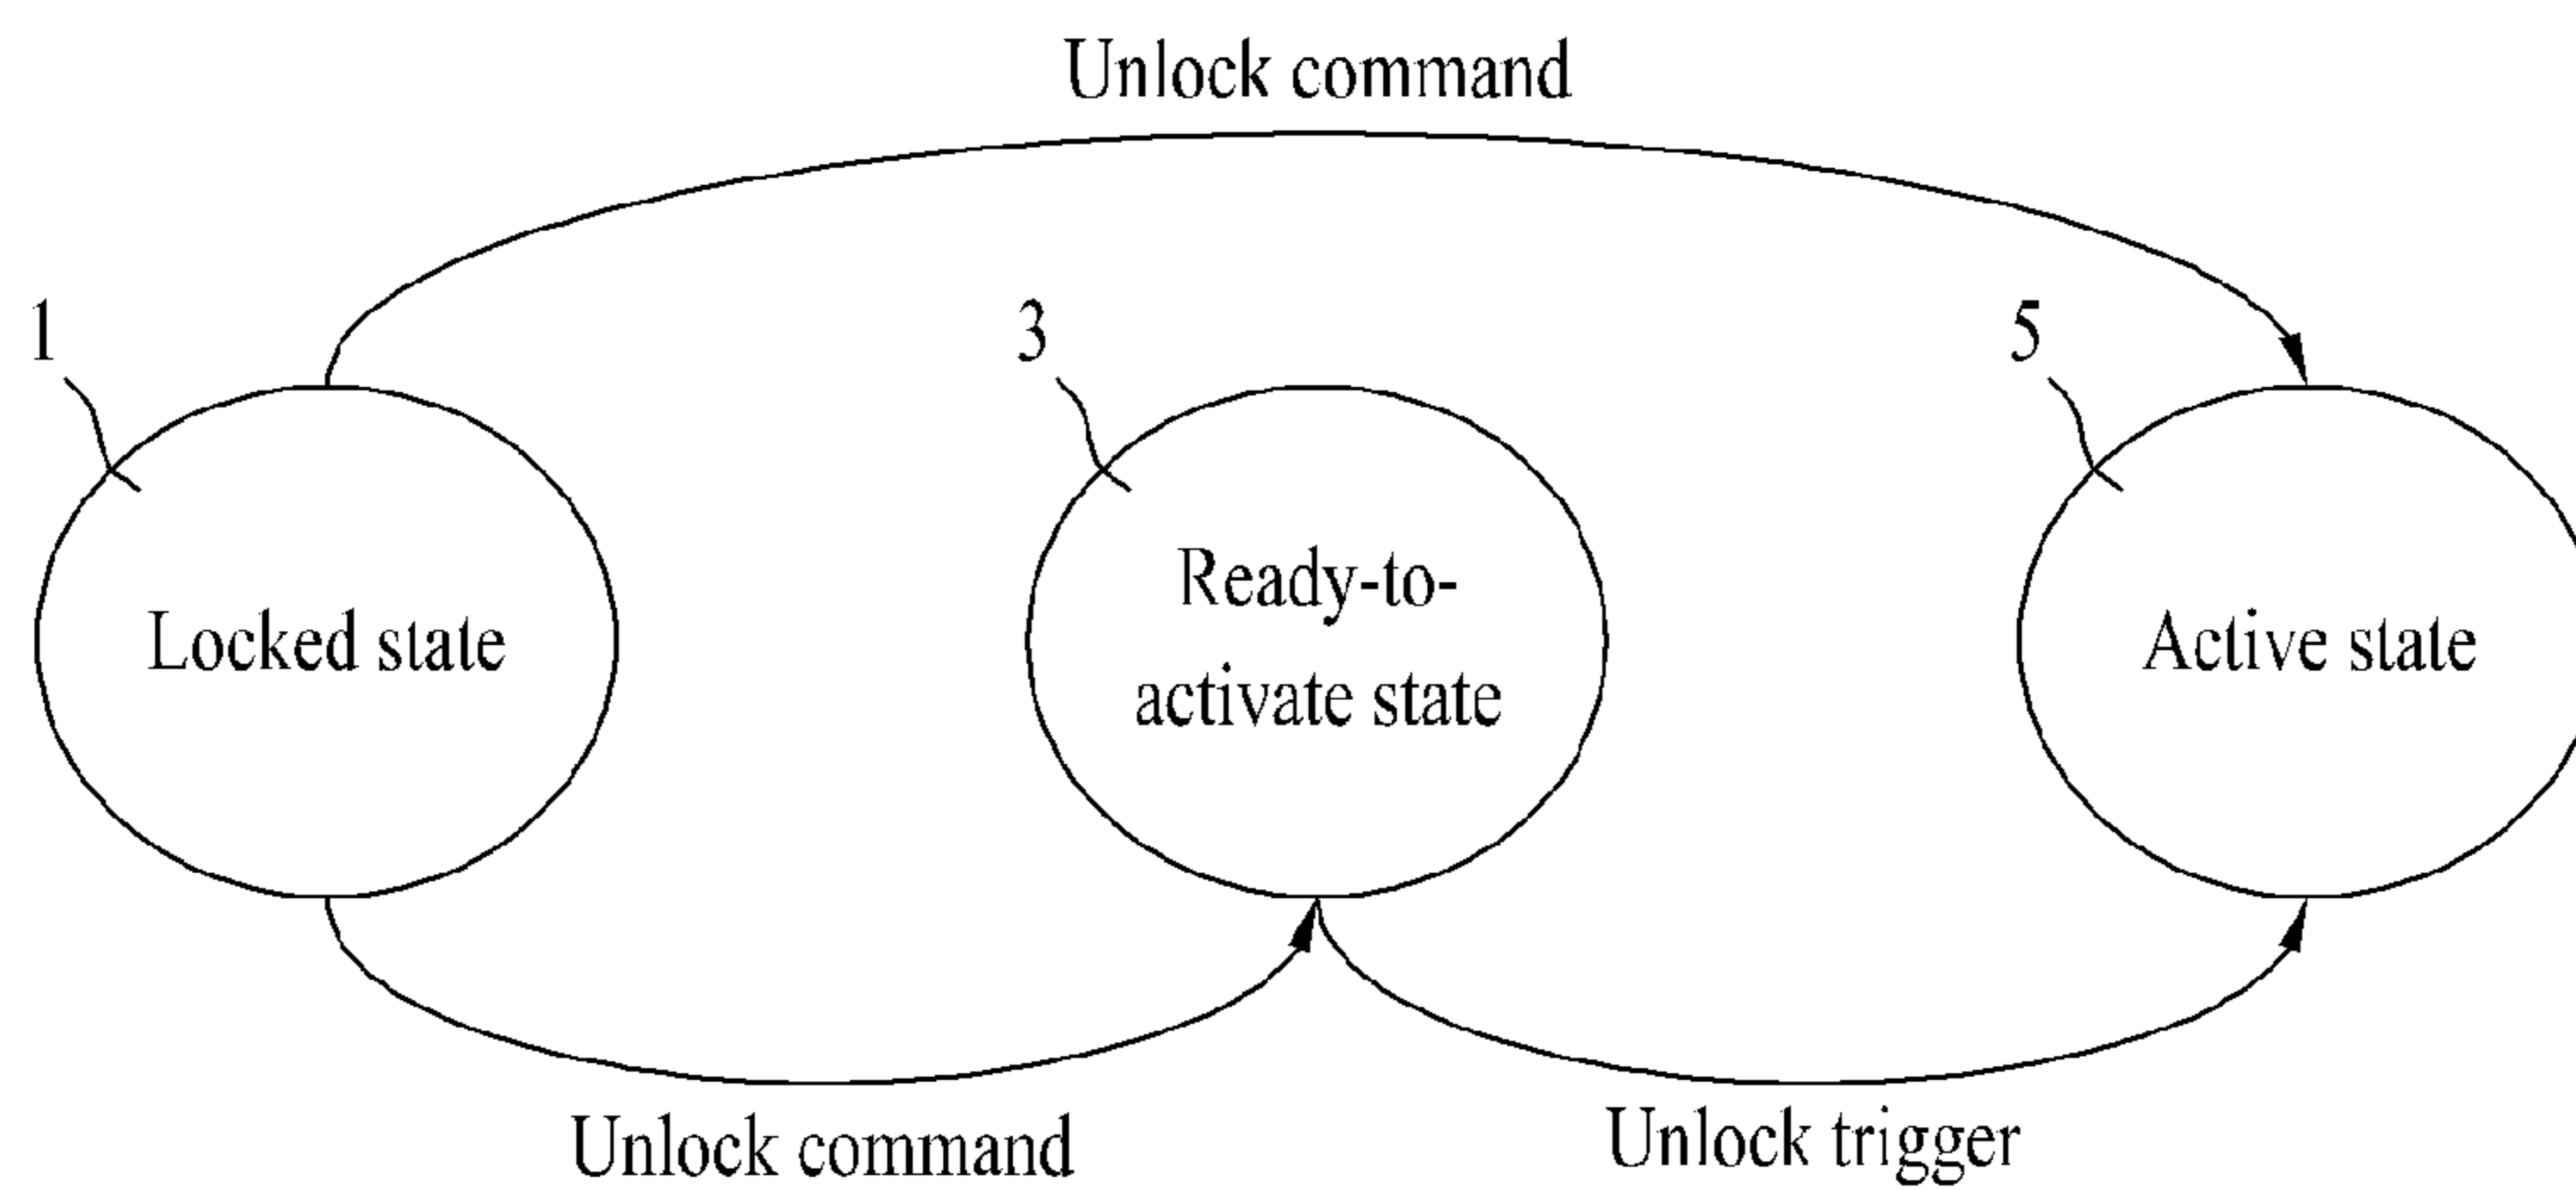 Unlock command
1
3
5
Locked state
Ready-to-
activate state
Active state
Unlock command
Unlock trigger